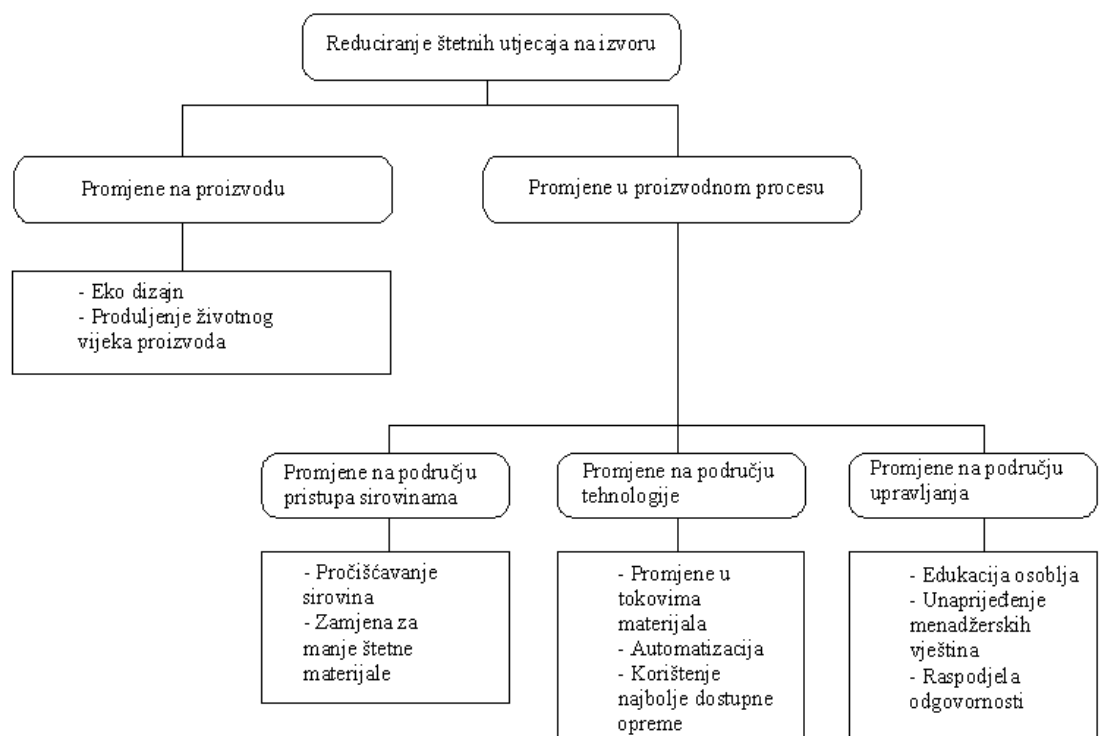 Reduciranje štetnih utjecaja na izvoru
Promjene na proizvodu
Promjene u proizvodnom procesu
- Eko dizajn
- Produljenje životnog
vijeka proizvoda
Promjene na području
pristupa sirovinama
Promjene na području
tehnologije
Promjene na području
upravljanja
- Pročišćavanje
sirovina
- Zamjena za
manje štetne
materijale
- Promjene u
tokovima
materijala
- Automatizacija
- Korištenje
najbolje dostupne
opreme
- Edukacija osoblja
- Unaprijeđenje
menadžerskih
vještina
- Raspodjela
odgovornosti